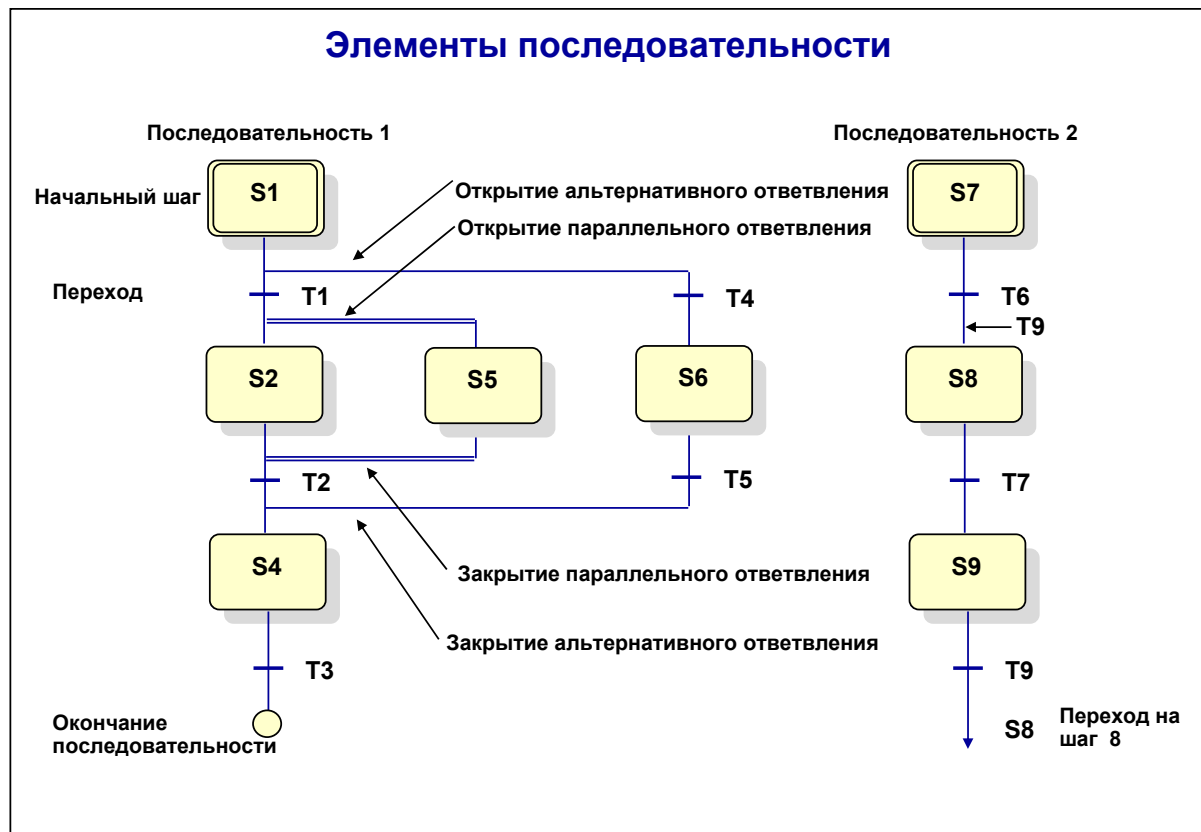 Элементы последовательности
Последовательность 1
Последовательность 2
Начальный шаг
S1
Открытие альтернативного ответвления
S7
Открытие параллельного ответвления
Переход
T1
T4
T6
T9
S2
S5
S6
S8
T2
T5
T7
S4
Закрытие параллельного ответвления
S9
Закрытие альтернативного ответвления
T3
T9
Окончание
последовательности
S8
Переход на
шаг 8